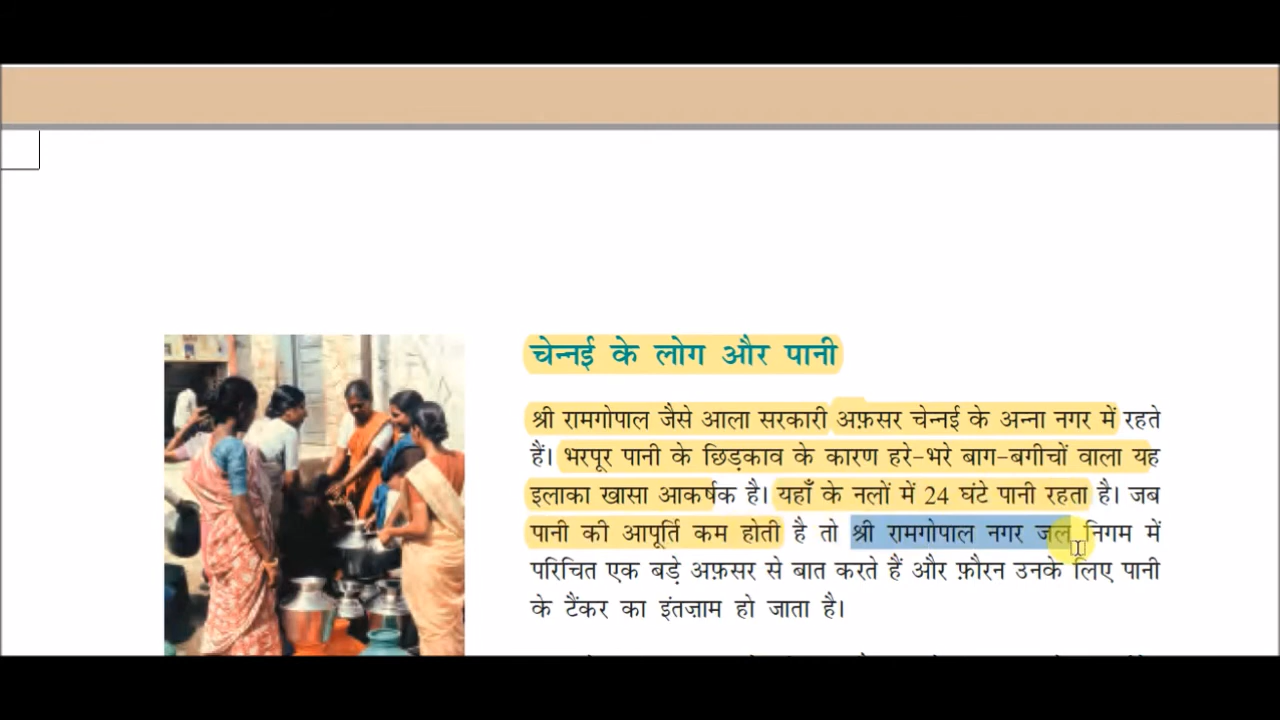 चेन्नई के लोग और पानी
श्री रामगोपाल जैसे आला सरकारी अफ़सर चेन्नई के अन्ना नगर में रहते
हैं। भरपूर पानी के छिड़काव के कारण हरे-भरे बाग-बगीचों वाला यह
इलाका खासा आकर्षक है। यहाँ के नलों में 24 घंटे पानी रहता है। जब
पानी की आपूर्ति कम होती है तो श्री रामगोपाल नगर जल निगम में
परिचित एक बड़े अफ़सर से बात करते हैं और फ़ौरन उनके लिए पानी
के टैंकर का इंतज़ाम हो जाता है।